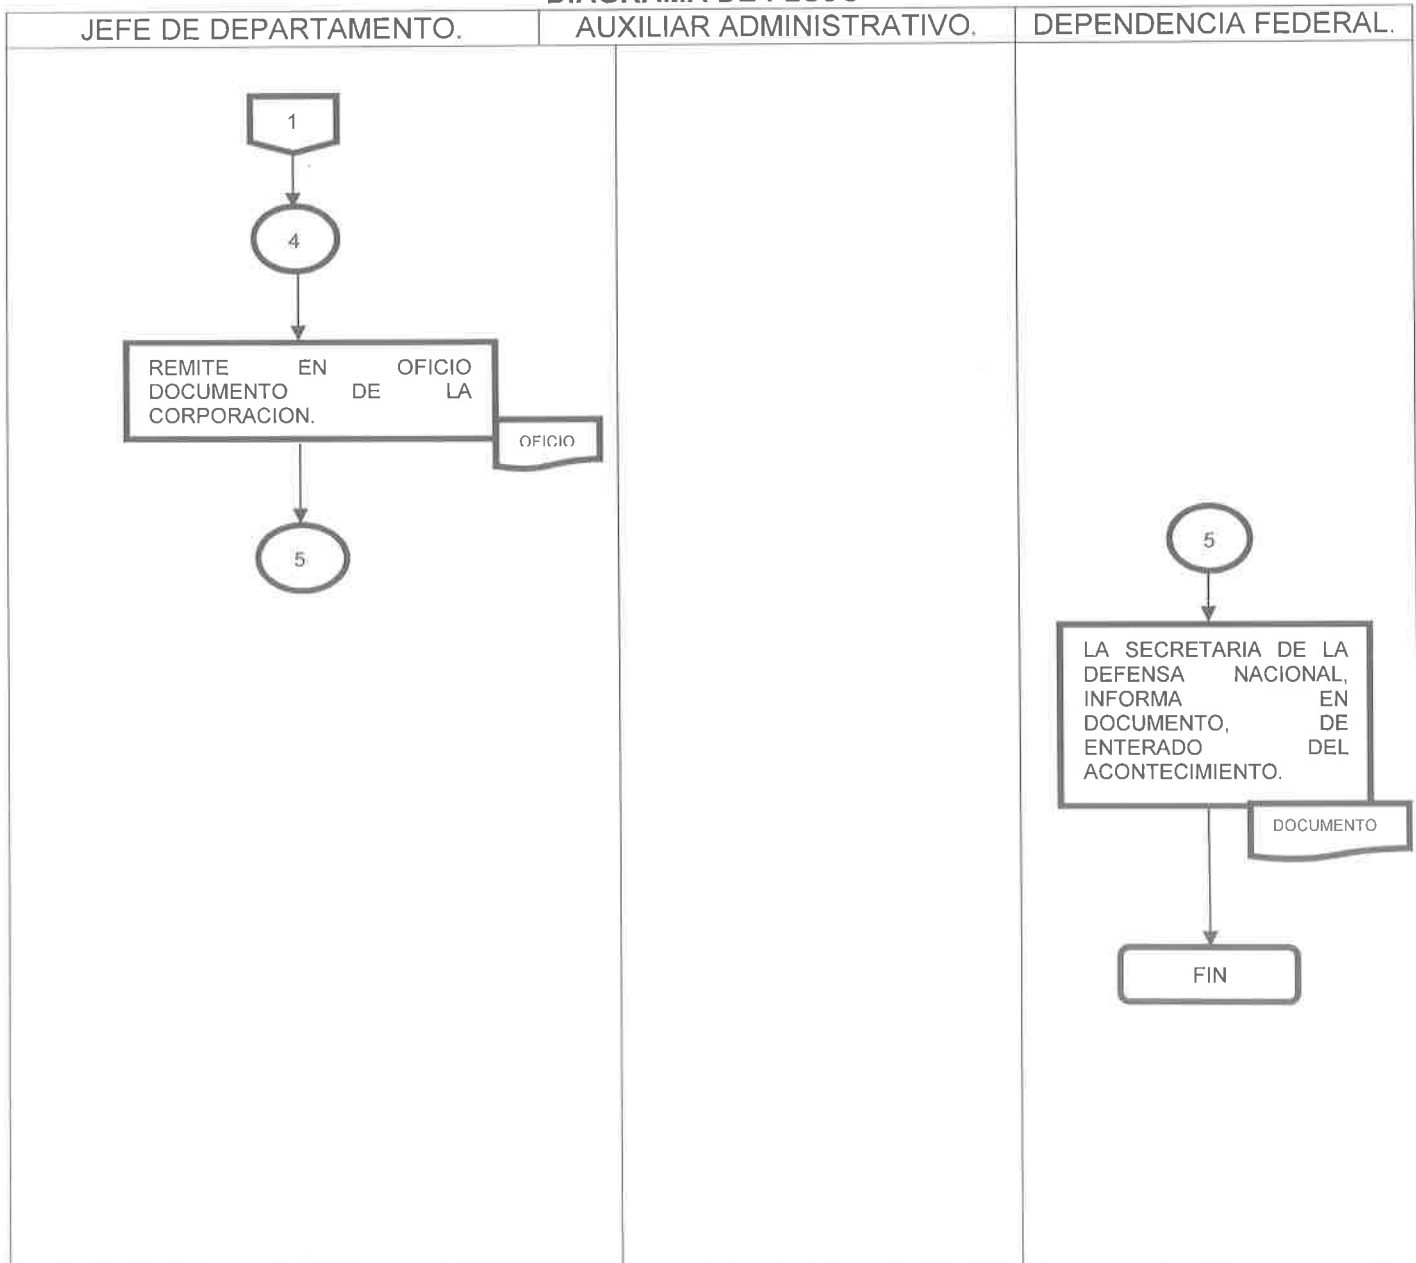 JEFE DE DEPARTAMENTO.
AUXILIAR ADMINISTRATIVO.
DEPENDENCIA FEDERAL.
1
4
REMITE EN OFICIO
DOCUMENTO DE LA
CORPORACION.
OFICIO
5
5
LA SECRETARIA DE LA
DEFENSA NACIONAL,
INFORMA EN
DOCUMENTO, DE
ENTERADO DEL
ACONTECIMIENTO.
DOCUMENTO
FIN